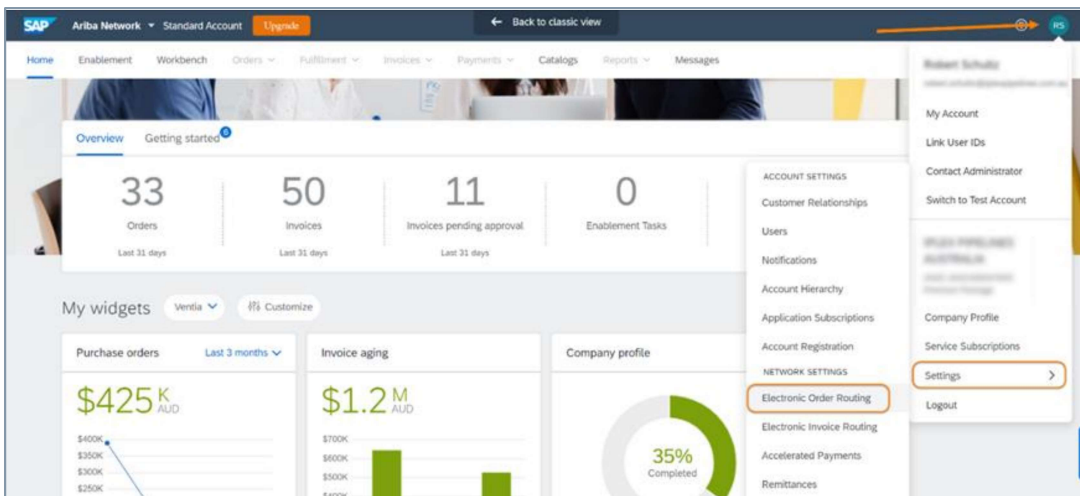 SAP Ariba Network Standard Account Upgrade ← Back to classic view RS
Home Enablement Workbench Orders Fulfillment Invoices Payments Catalogs Reports Messages
Overview Getting started 6
33
Orders
Last 31 days
50
Invoices
Last 31 days
11
Invoices pending approval
Last 31 days
0
Enablement Tasks
My widgets Ventia Customize
Purchase orders Last 3 months
$425 K
AUD
$400K
$350K
$300K
$250K
Invoice aging
$1.2 M
AUD
$700K
$600K
$500K
$400K
Company profile
35%
Completed
ACCOUNT SETTINGS
Customer Relationships
Users
Notifications
Account Hierarchy
Application Subscriptions
Account Registration
NETWORK SETTINGS
Electronic Order Routing
Electronic Invoice Routing
Accelerated Payments
Remittances
My Account
Link User IDs
Contact Administrator
Switch to Test Account
Company Profile
Service Subscriptions
Settings >
Logout